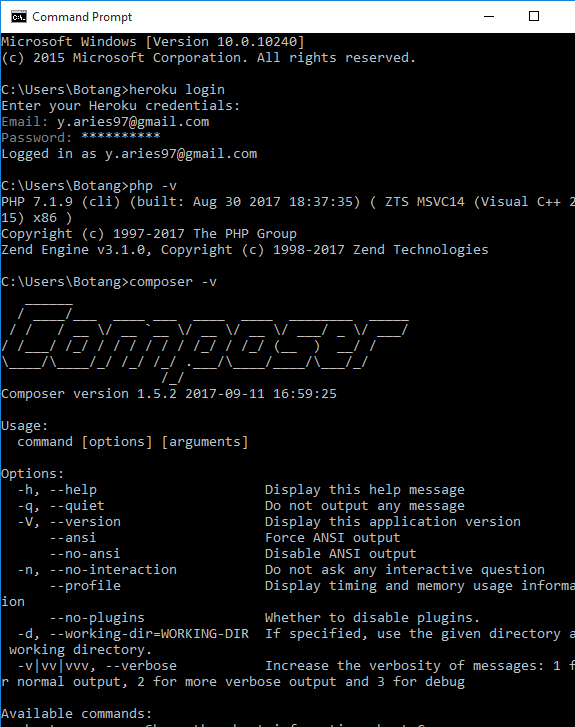 Command Prompt
Microsoft Windows [Version 10.0.10240]
(c) 2015 Microsoft Corporation. All rights reserved.
C:\Users\Botang>heroku login
Enter your Heroku credentials:
Email: y.aries97@gmail.com
Password: **********
Logged in as y.aries97@gmail.com
C:\Users\Botang>php -v
PHP 7.1.9 (cli) (built: Aug 30 2017 18:37:35) ( ZTS MSVC14 (Visual C++ 2
15) x86 )
Copyright (c) 1997-2017 The PHP Group
Zend Engine v3.1.0, Copyright (c) 1998-2017 Zend Technologies
C:\Users\Botang>composer -v
Composer
Composer version 1.5.2 2017-09-11 16:59:25
Usage:
command [options] [arguments]
Options:
-h, --help Display this help message
-q, --quiet Do not output any message
-V, --version Display this application version
--ansi Force ANSI output
--no-ansi Disable ANSI output
-n, --no-interaction Do not ask any interactive question
--profile Display timing and memory usage informa
ion
--no-plugins Whether to disable plugins.
-d, --working-dir=WORKING-DIR If specified, use the given directory a
working directory.
-v|vv|vvv, --verbose Increase the verbosity of messages: 1 f
r normal output, 2 for more verbose output and 3 for debug
Available commands: